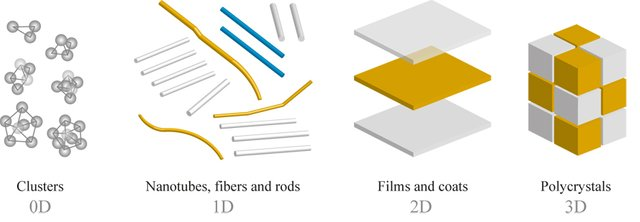 Clusters
0D
Nanotubes, fibers and rods
1D
Films and coats
2D
Polycrystals
3D